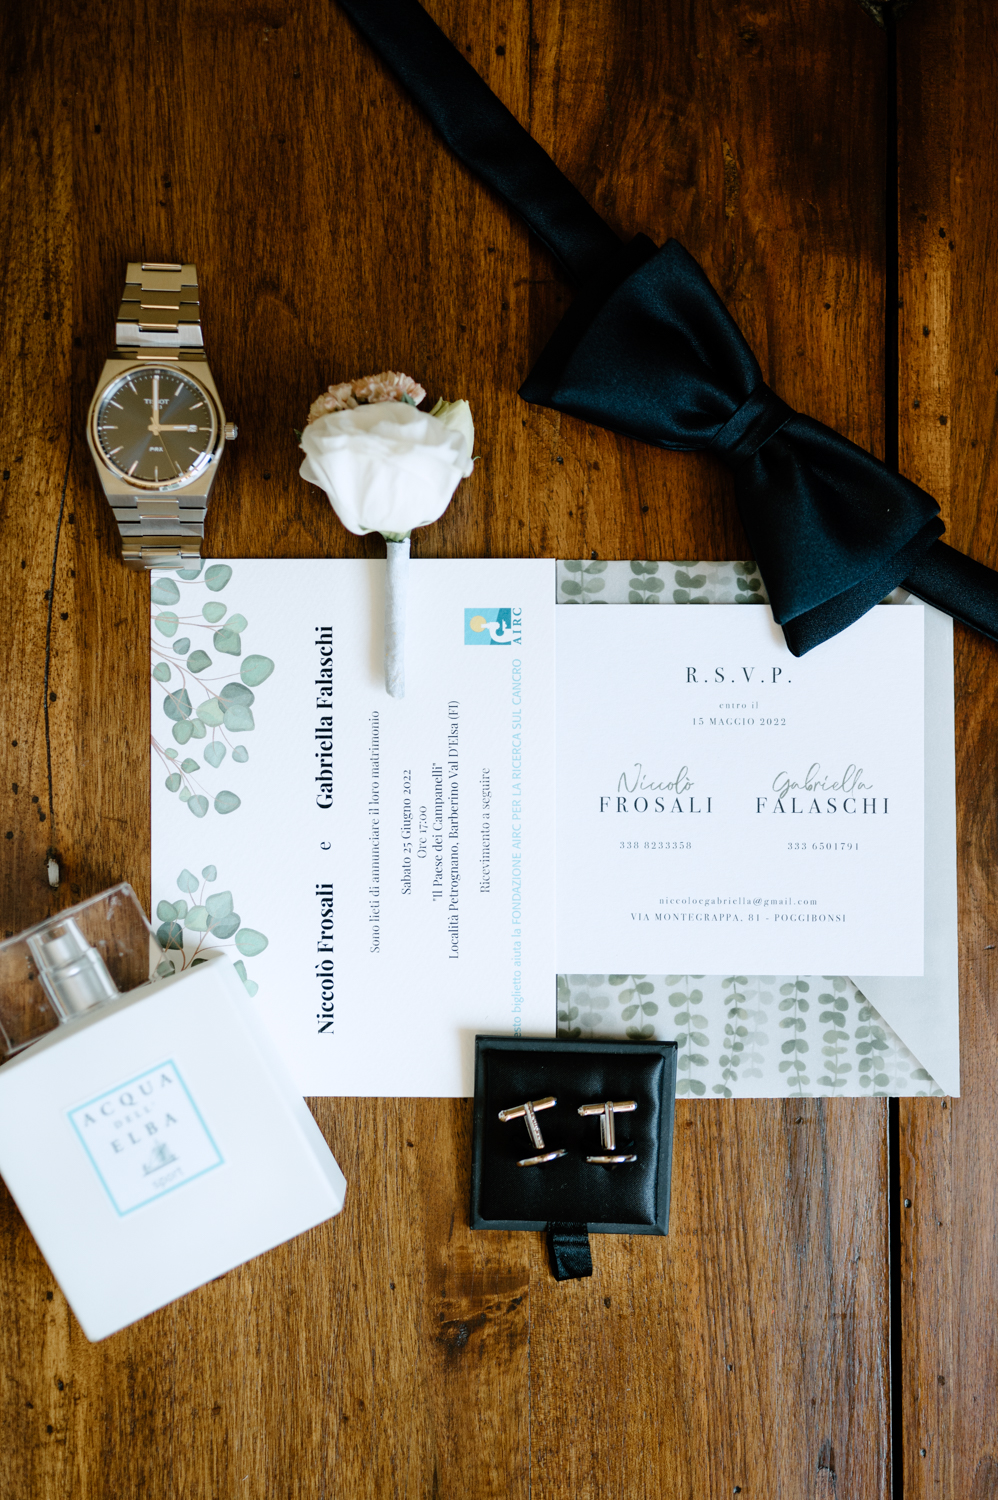 TISSOT
PRX
Niccolò Frosali e Gabriella Falaschi
Sono lieti di annunciare il loro matrimonio
Sabato 25 Giugno 2022
Ore 17:00
"Il Paese dei Campanelli"
Località Petrognano, Barberino Val D'Elsa (FI)
Ricevimento a seguire
biglietto aiuta la FONDAZIONE AIRC PER LA RICERCA SUL CANCRO
AIRC
R.S.V.P.
entro il
15 MAGGIO 2022
Niccolò
FROSALI
338 8233358
Gabriella
FALASCHI
333 6501791
niccoloegabriella@gmail.com
VIA MONTEGRAPPA, 81 - POGGIBONSI
ACQUA
DELL'
ELBA
sport